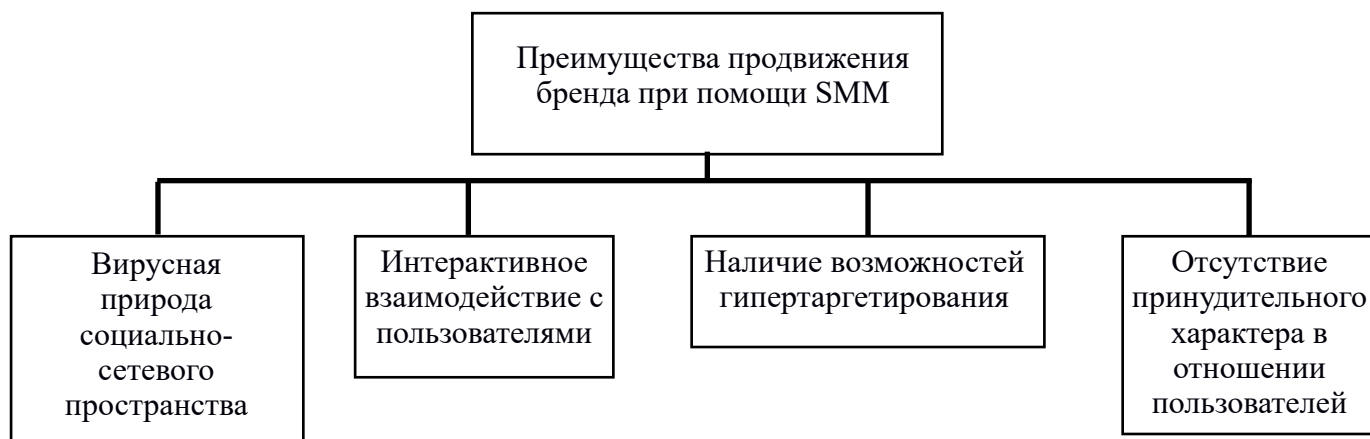 Преимущества продвижения
бренда при помощи SMM
Вирусная
природа
социально-
сетевого
пространства
Интерактивное
взаимодействие с
пользователями
Наличие возможностей
гипертаргетирования
Отсутствие
принудительного
характера в
отношении
пользователей